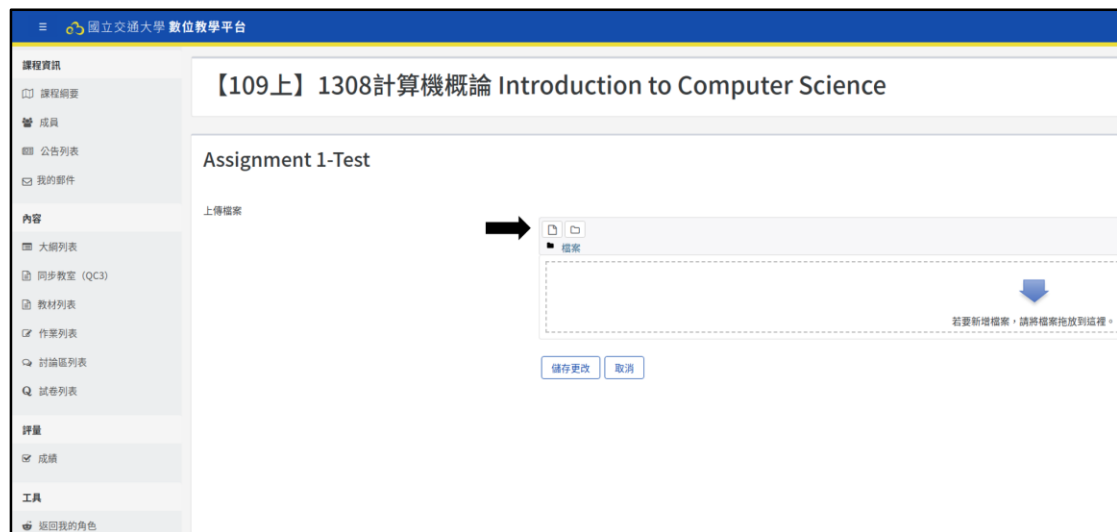 國立交通大學 數位教學平台
課程資訊
課程綱要
成員
公告列表
我的郵件
內容
大綱列表
同步教室（QC3）
教材列表
作業列表
討論區列表
試卷列表
評量
成績
工具
返回我的角色
【109上】1308計算機概論 Introduction to Computer Science
Assignment 1-Test
上傳檔案
檔案
若要新增檔案，請將檔案拖放到這裡。
儲存更改
取消